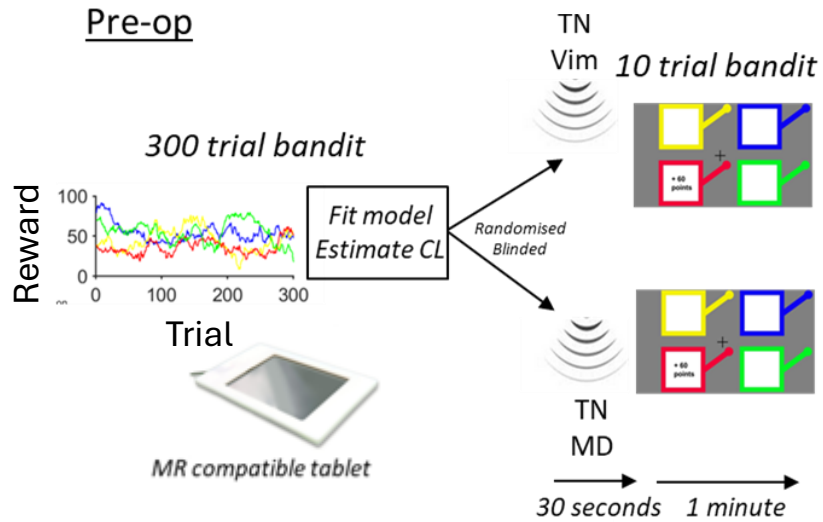 Pre-op
TN
Vim
10 trial bandit
300 trial bandit
+ 60
points
Reward
100
50
0
0
100
200
300
Trial
Fit model
Estimate CL
Randomised
Blinded
+ 60
points
MR compatible tablet
TN
MD
30 seconds
1 minute